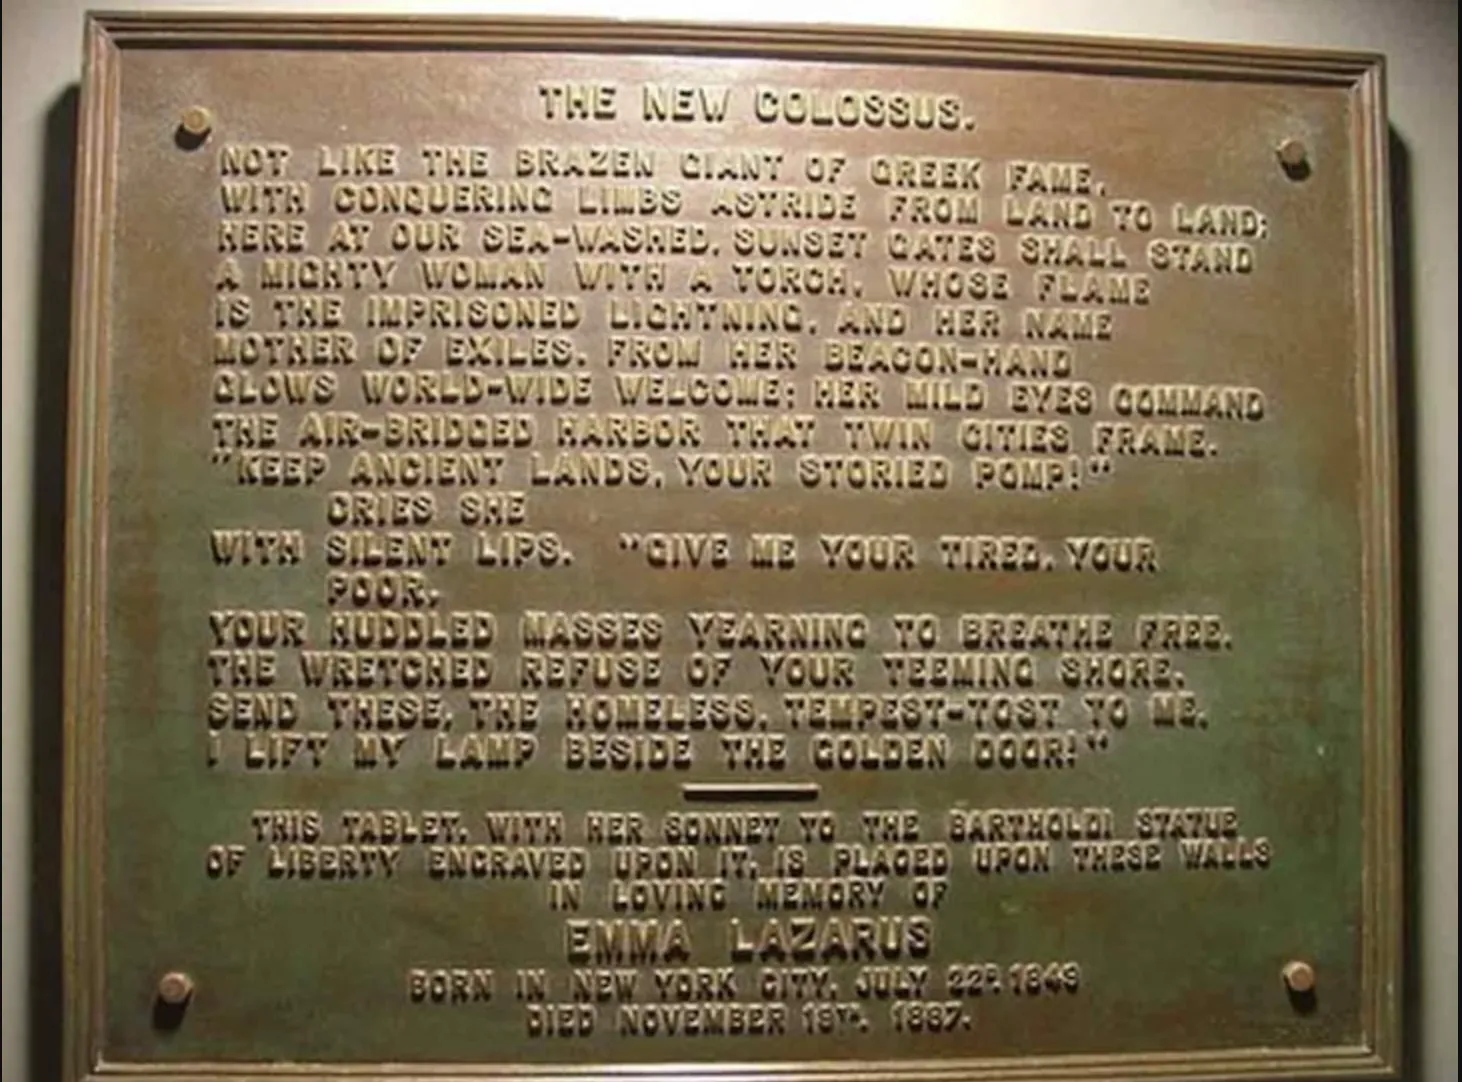 THE NEW COLOSSUS.
NOT LIKE THE BRAZEN GIANT OF GREEK FAME,
WITH CONQUERING LIMBS ASTRIDE FROM LAND TO LAND;
HERE AT OUR SEA-WASHED, SUNSET GATES SHALL STAND
A MIGHTY WOMAN WITH A TORCH, WHOSE FLAME
IS THE IMPRISONED LIGHTNING, AND HER NAME
MOTHER OF EXILES. FROM HER BEACON-HAND
GLOWS WORLD-WIDE WELCOME; HER MILD EYES COMMAND
THE AIR-BRIDGED HARBOR THAT TWIN CITIES FRAME.
"KEEP ANCIENT LANDS, YOUR STORIED POMP!"
CRIES SHE
WITH SILENT LIPS. "GIVE ME YOUR TIRED, YOUR
POOR,
YOUR HUDDLED MASSES YEARNING TO BREATHE FREE,
THE WRETCHED REFUSE OF YOUR TEEMING SHORE.
SEND THESE, THE HOMELESS, TEMPEST-TOST TO ME,
I LIFT MY LAMP BESIDE THE GOLDEN DOOR!"
THIS TABLET, WITH HER SONNET TO THE BARTHOLDI STATUE
OF LIBERTY ENGRAVED UPON IT, IS PLACED UPON THESE WALLS
IN LOVING MEMORY OF
EMMA LAZARUS
BORN IN NEW YORK CITY, JULY 22D, 1849
DIED NOVEMBER 19TH, 1887.